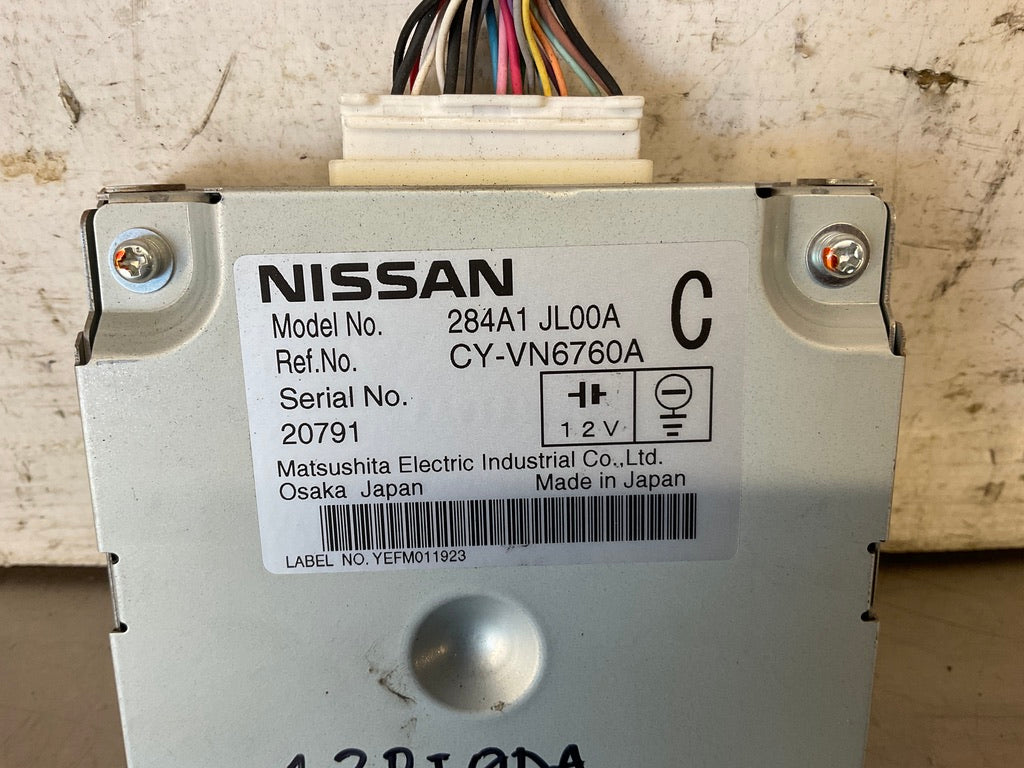 NISSAN
C
Model No. 284A1 JL00A
Ref.No. CY-VN6760A
Serial No.
20791
12V
Matsushita Electric Industrial Co.,Ltd.
Osaka Japan Made in Japan
LABEL NO. YEFM011923